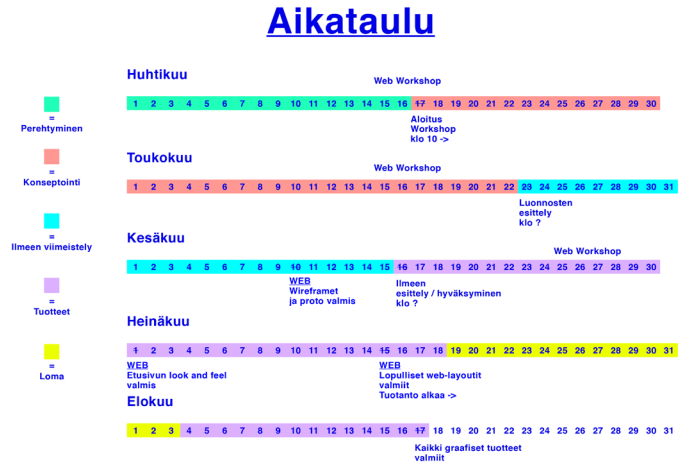 Aikataulu
Huhtikuu
Web Workshop
1 2 3 4 5 6 7 8 9 10 11 12 13 14 15 16 17 18 19 20 21 22 23 24 25 26 27 28 29 30
Aloitus
Workshop
klo 10 ->
=
Perehtyminen
Toukokuu
Web Workshop
1 2 3 4 5 6 7 8 9 10 11 12 13 14 15 16 17 18 19 20 21 22 23 24 25 26 27 28 29 30 31
Luonnosten
esittely
klo ?
=
Konseptointi
Kesäkuu
Web Workshop
1 2 3 4 5 6 7 8 9 10 11 12 13 14 15 16 17 18 19 20 21 22 23 24 25 26 27 28 29 30
WEB
Wireframet
ja proto valmis
Ilmeen
esittely / hyväksyminen
klo ?
=
Ilmeen viimeistely
Heinäkuu
1 2 3 4 5 6 7 8 9 10 11 12 13 14 15 16 17 18 19 20 21 22 23 24 25 26 27 28 29 30 31
WEB
Etusivun look and feel
valmis
WEB
Lopulliset web-layoutit
valmiit
Tuotanto alkaa ->
=
Tuotteet
Elokuu
1 2 3 4 5 6 7 8 9 10 11 12 13 14 15 16 17 18 19 20 21 22 23 24 25 26 27 28 29 30 31
Kaikki graafiset tuotteet
valmiit
=
Loma